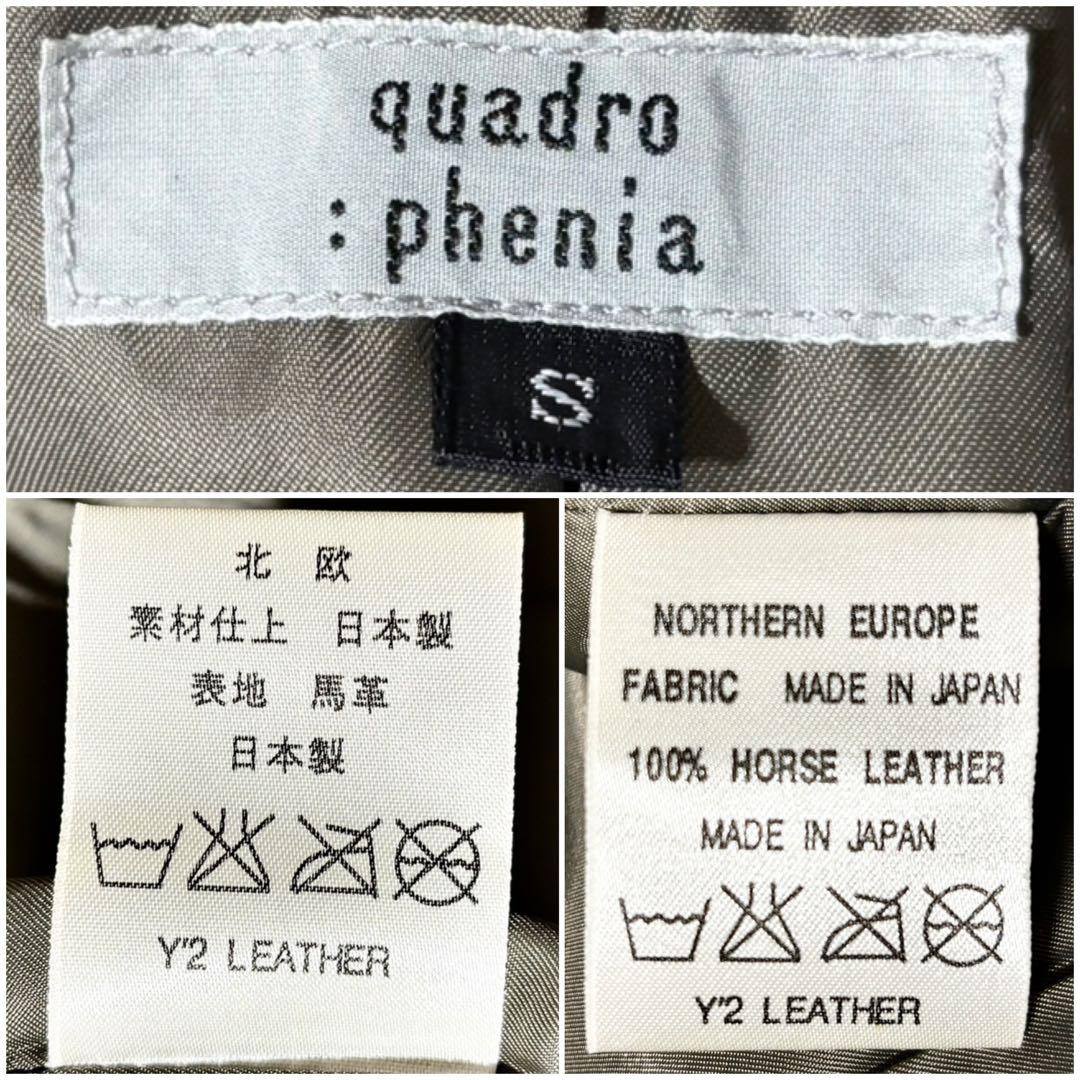 quadro
: phenia
S
北 欧
素材仕上 日本製
表地 馬革
日本製
Y'2 LEATHER
NORTHERN EUROPE
FABRIC MADE IN JAPAN
100% HORSE LEATHER
MADE IN JAPAN
Y'2 LEATHER